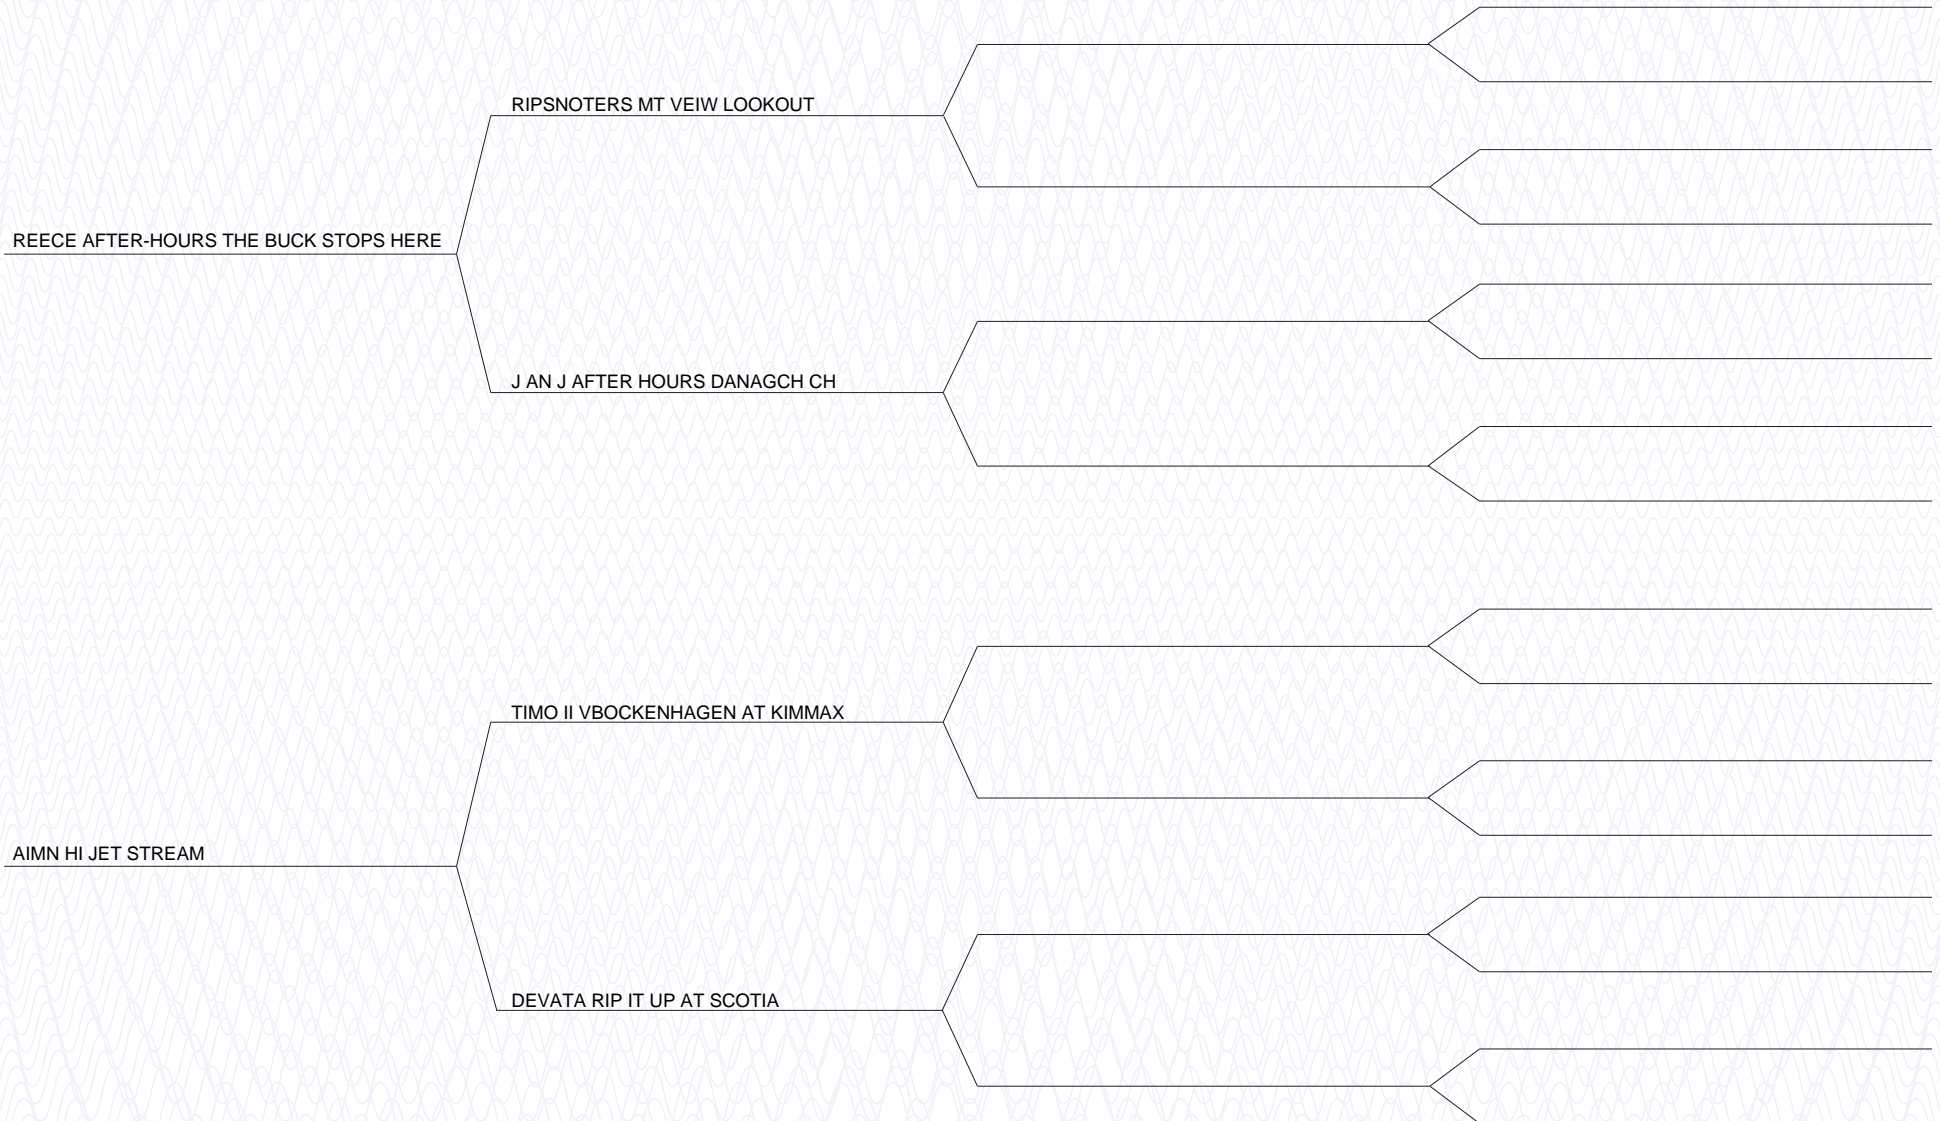 RIPSNOTERS MT VEIW LOOKOUT
REECE AFTER-HOURS THE BUCK STOPS HERE
J AN J AFTER HOURS DANAGCH CH
TIMO II VBOCKENHAGEN AT KIMMAX
AIMN HI JET STREAM
DEVATA RIP IT UP AT SCOTIA